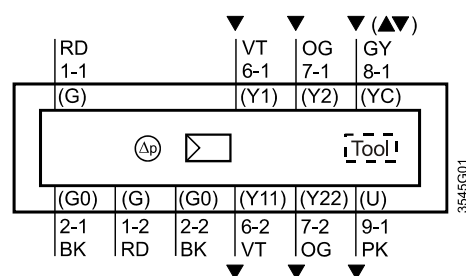 (▲▼)
RD VT OG GY
1-1 6-1 7-1 8-1
(G) (Y1) (Y2) (YC)
Δp Tool
(G0) (G) (G0) (Y11) (Y22) (U)
2-1 1-2 2-2 6-2 7-2 9-1
BK RD BK VT OG PK
3545G01